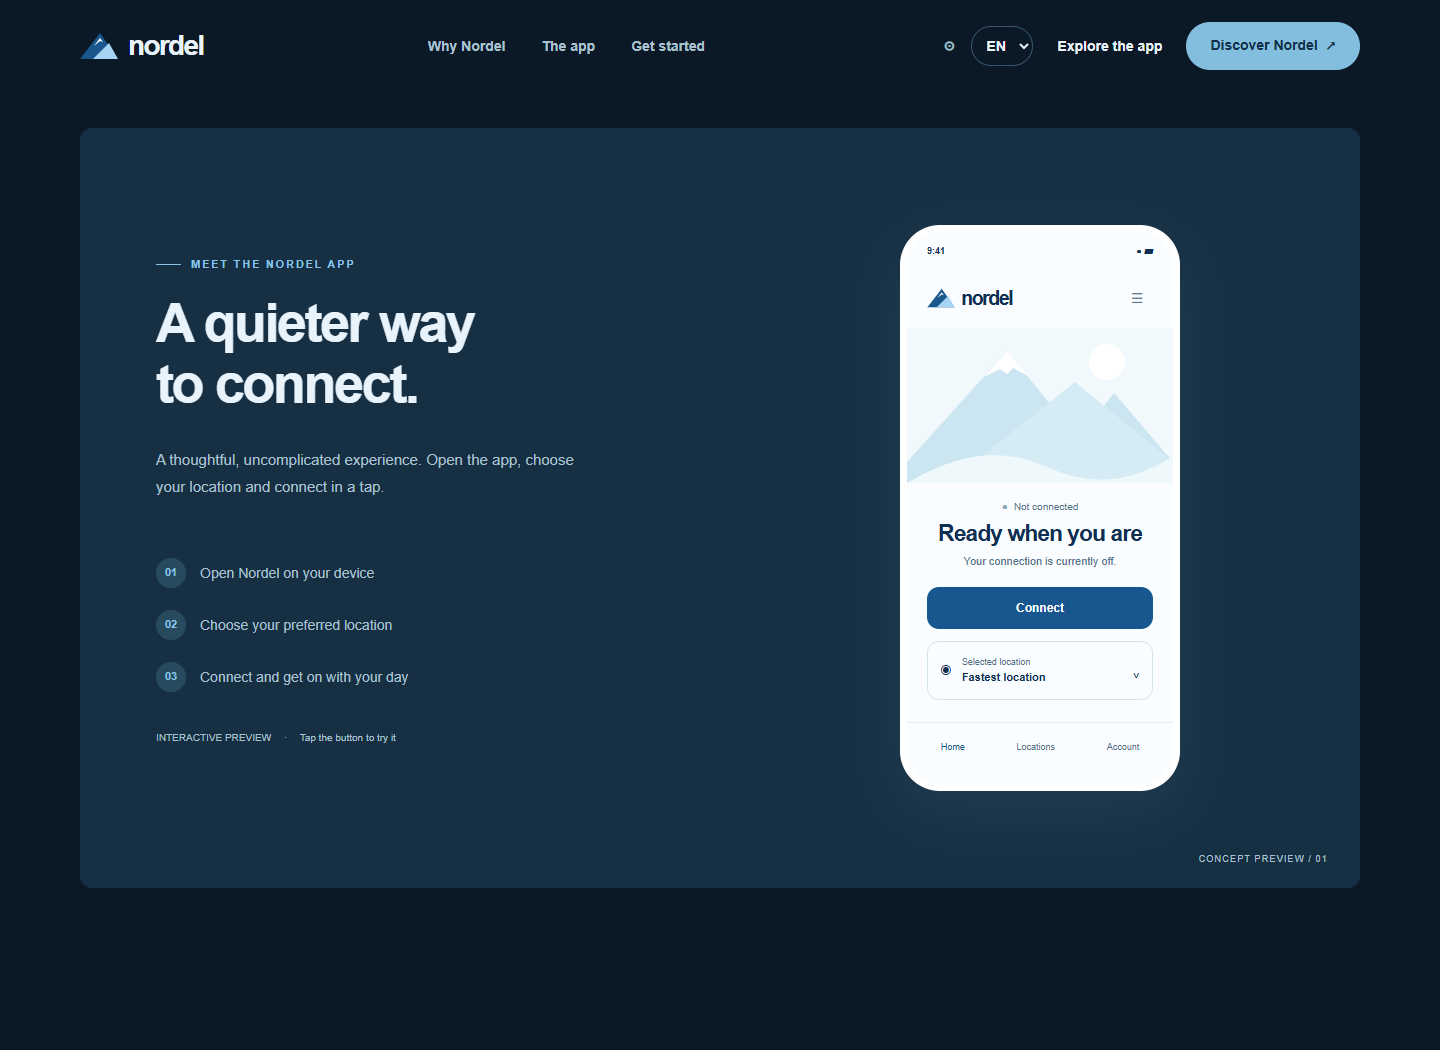 nordel
Why Nordel
The app
Get started
EN
Explore the app
Discover Nordel ↗
MEET THE NORDEL APP
A quieter way
to connect.
A thoughtful, uncomplicated experience. Open the app, choose
your location and connect in a tap.
01 Open Nordel on your device
02 Choose your preferred location
03 Connect and get on with your day
INTERACTIVE PREVIEW · Tap the button to try it
9:41
nordel
Not connected
Ready when you are
Your connection is currently off.
Connect
Selected location
Fastest location
Home
Locations
Account
CONCEPT PREVIEW / 01